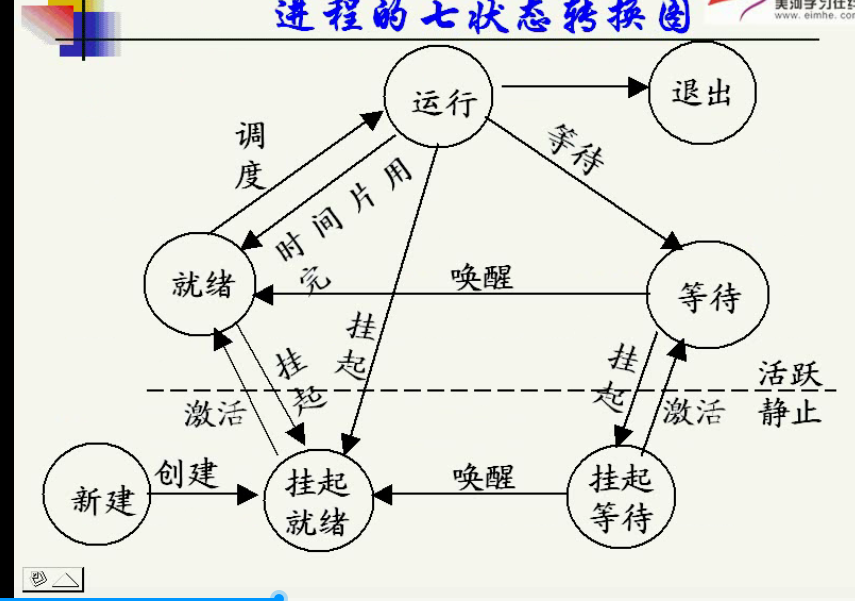 进程的七状态转换图
美河学习在线
www.eimhe.com
运行
退出
调
度
等待
时间片用
完
就绪
唤醒
等待
挂
起
挂
起
挂
起
活跃
激活
激活
静止
新建
创建
挂起
就绪
唤醒
挂起
等待